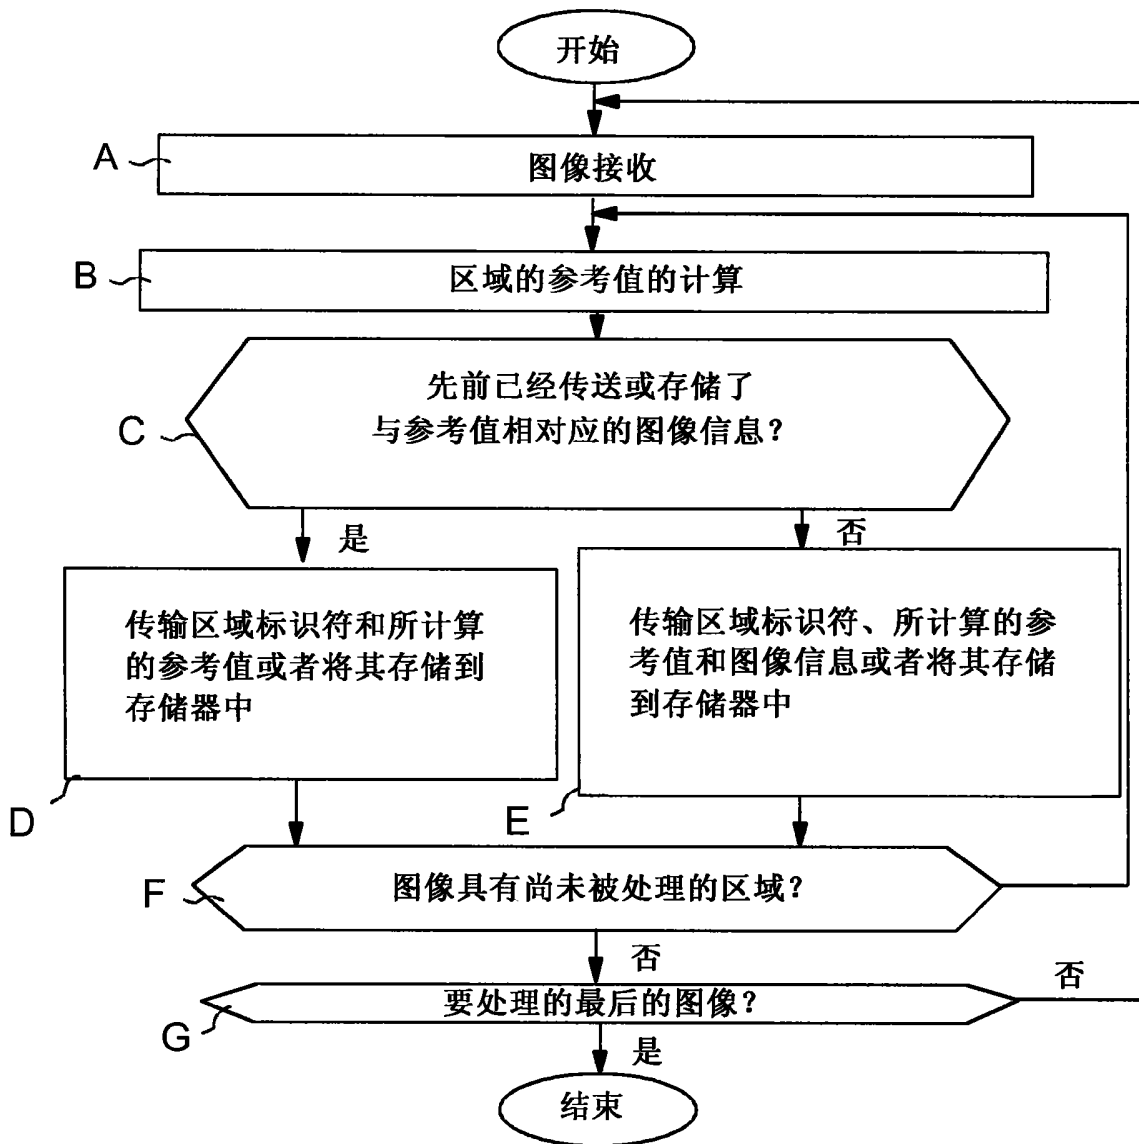 开始
A
图像接收
B
区域的参考值的计算
先前已经传送或存储了
与参考值相对应的图像信息?
C
是
否
传输区域标识符和所计算
的参考值或者将其存储到
存储器中
传输区域标识符、所计算的参
考值和图像信息或者将其存储
到存储器中
D
E
图像具有尚未被处理的区域?
F
否
否
要处理的最后的图像?
G
是
结束